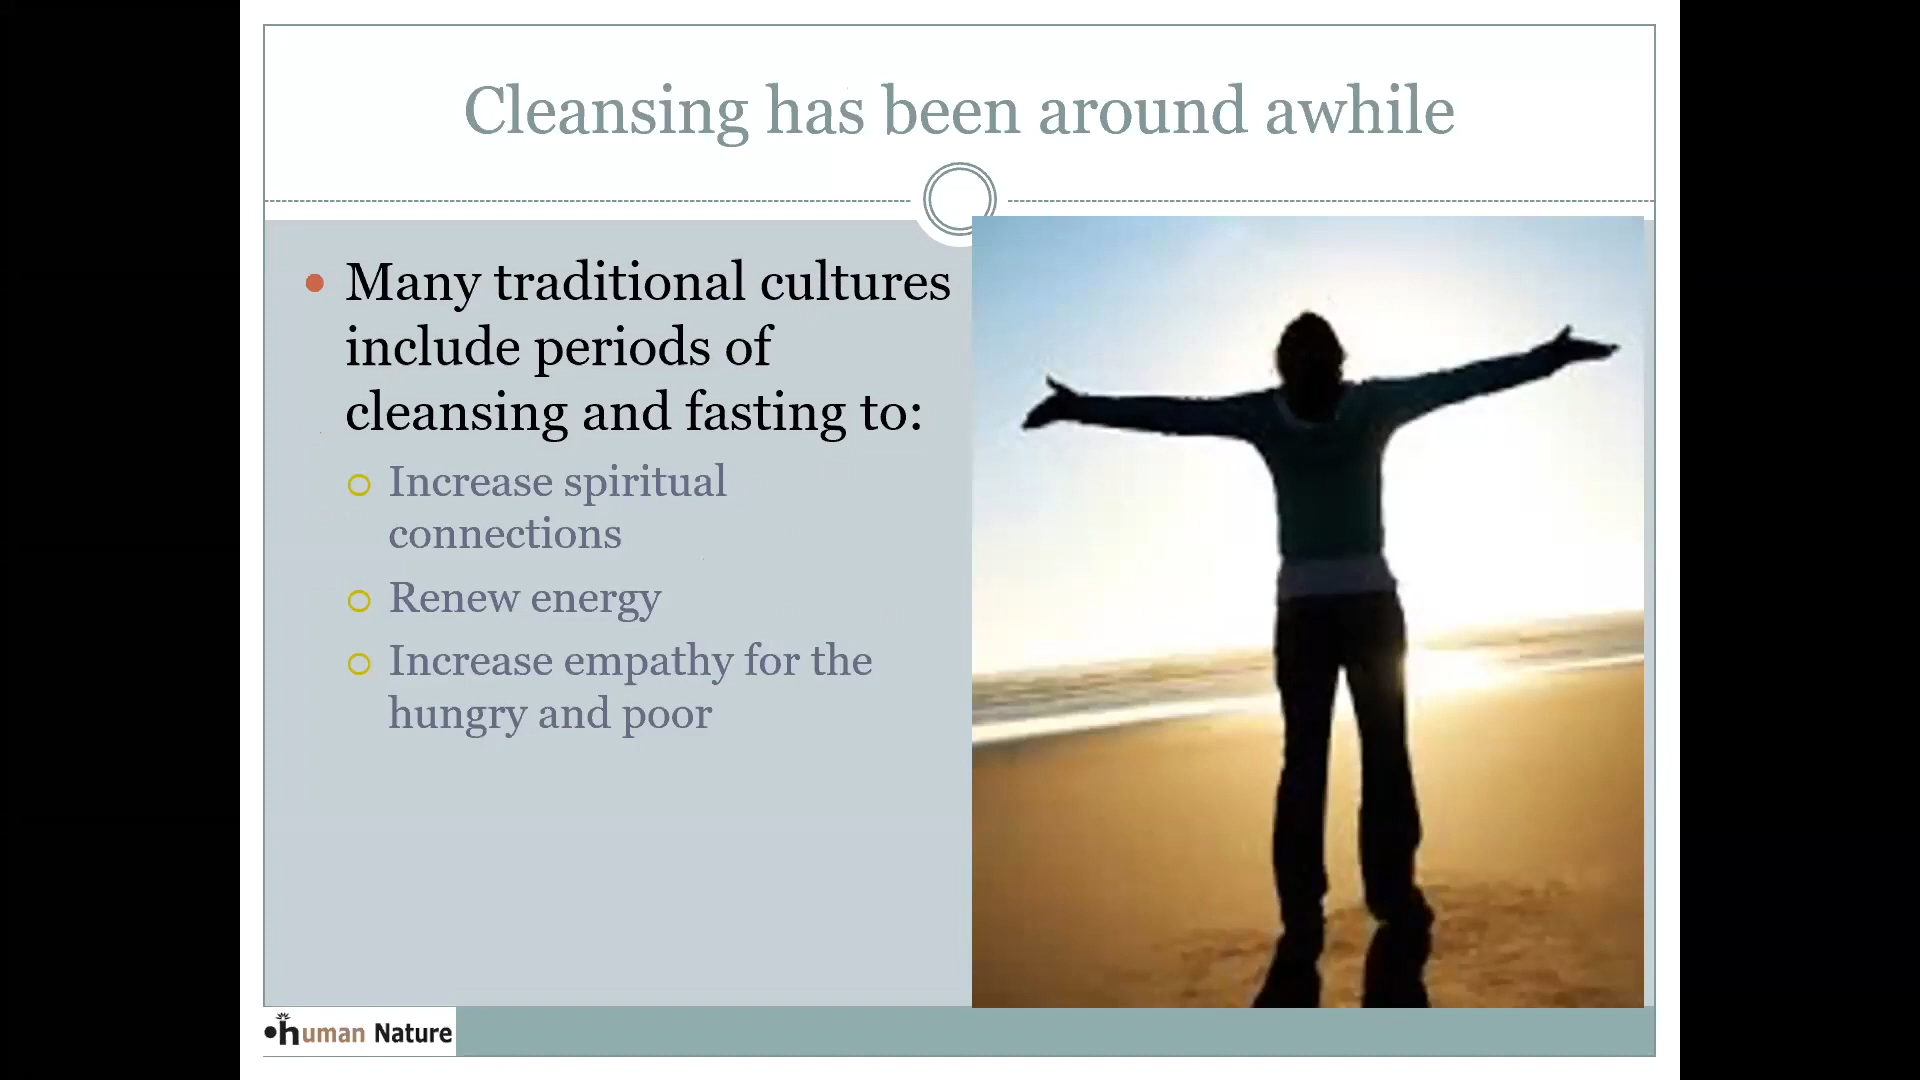 Cleansing has been around awhile
Many traditional cultures
include periods of
cleansing and fasting to:
Increase spiritual
connections
Renew energy
Increase empathy for the
hungry and poor
human Nature